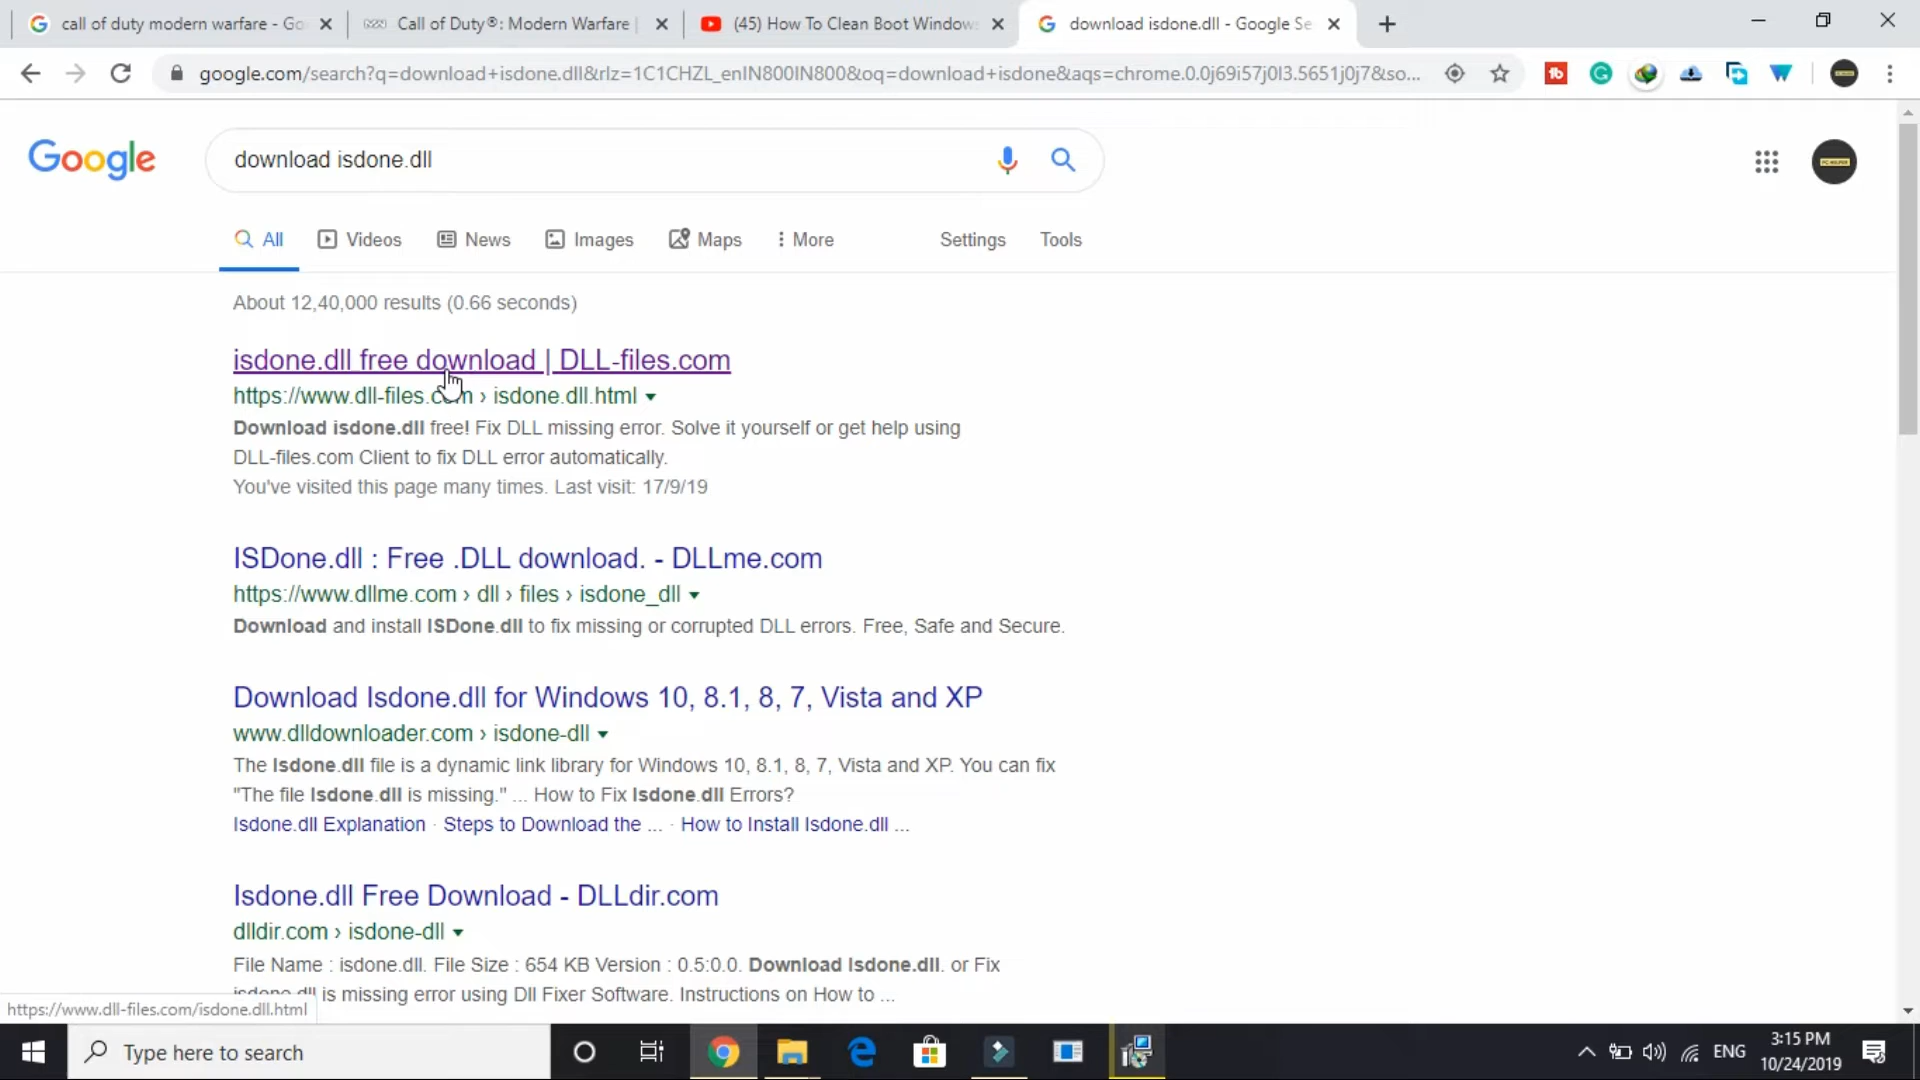 call of duty modern warfare - Go
Call of Duty®: Modern Warfare |
(45) How To Clean Boot Window
download isdone.dll - Google Se
google.com/search?q=download+isdone.dll&rlz=1C1CHZL_enIN800IN800&oq=download+isdone&aqs=chrome.0.0j69i57j0l3.5651j0j7&so...
Google
download isdone.dll
All
Videos
News
Images
Maps
More
Settings
Tools
About 12,40,000 results (0.66 seconds)
isdone.dll free download | DLL-files.com
https://www.dll-files.com › isdone.dll.html
Download isdone.dll free! Fix DLL missing error. Solve it yourself or get help using
DLL-files.com Client to fix DLL error automatically.
You've visited this page many times. Last visit: 17/9/19
ISDone.dll : Free .DLL download. - DLLme.com
https://www.dllme.com › dll › files › isdone_dll
Download and install ISDone.dll to fix missing or corrupted DLL errors. Free, Safe and Secure.
Download Isdone.dll for Windows 10, 8.1, 8, 7, Vista and XP
www.dlldownloader.com › isdone-dll
The Isdone.dll file is a dynamic link library for Windows 10, 8.1, 8, 7, Vista and XP. You can fix
"The file Isdone.dll is missing." ... How to Fix Isdone.dll Errors?
Isdone.dll Explanation · Steps to Download the ... · How to Install Isdone.dll ...
Isdone.dll Free Download - DLLdir.com
dlldir.com › isdone-dll
File Name : isdone.dll. File Size : 654 KB Version : 0.5:0.0. Download Isdone.dll. or Fix
isdone.dll is missing error using Dll Fixer Software. Instructions on How to ...
https://www.dll-files.com/isdone.dll.html
Type here to search
ENG
3:15 PM
10/24/2019